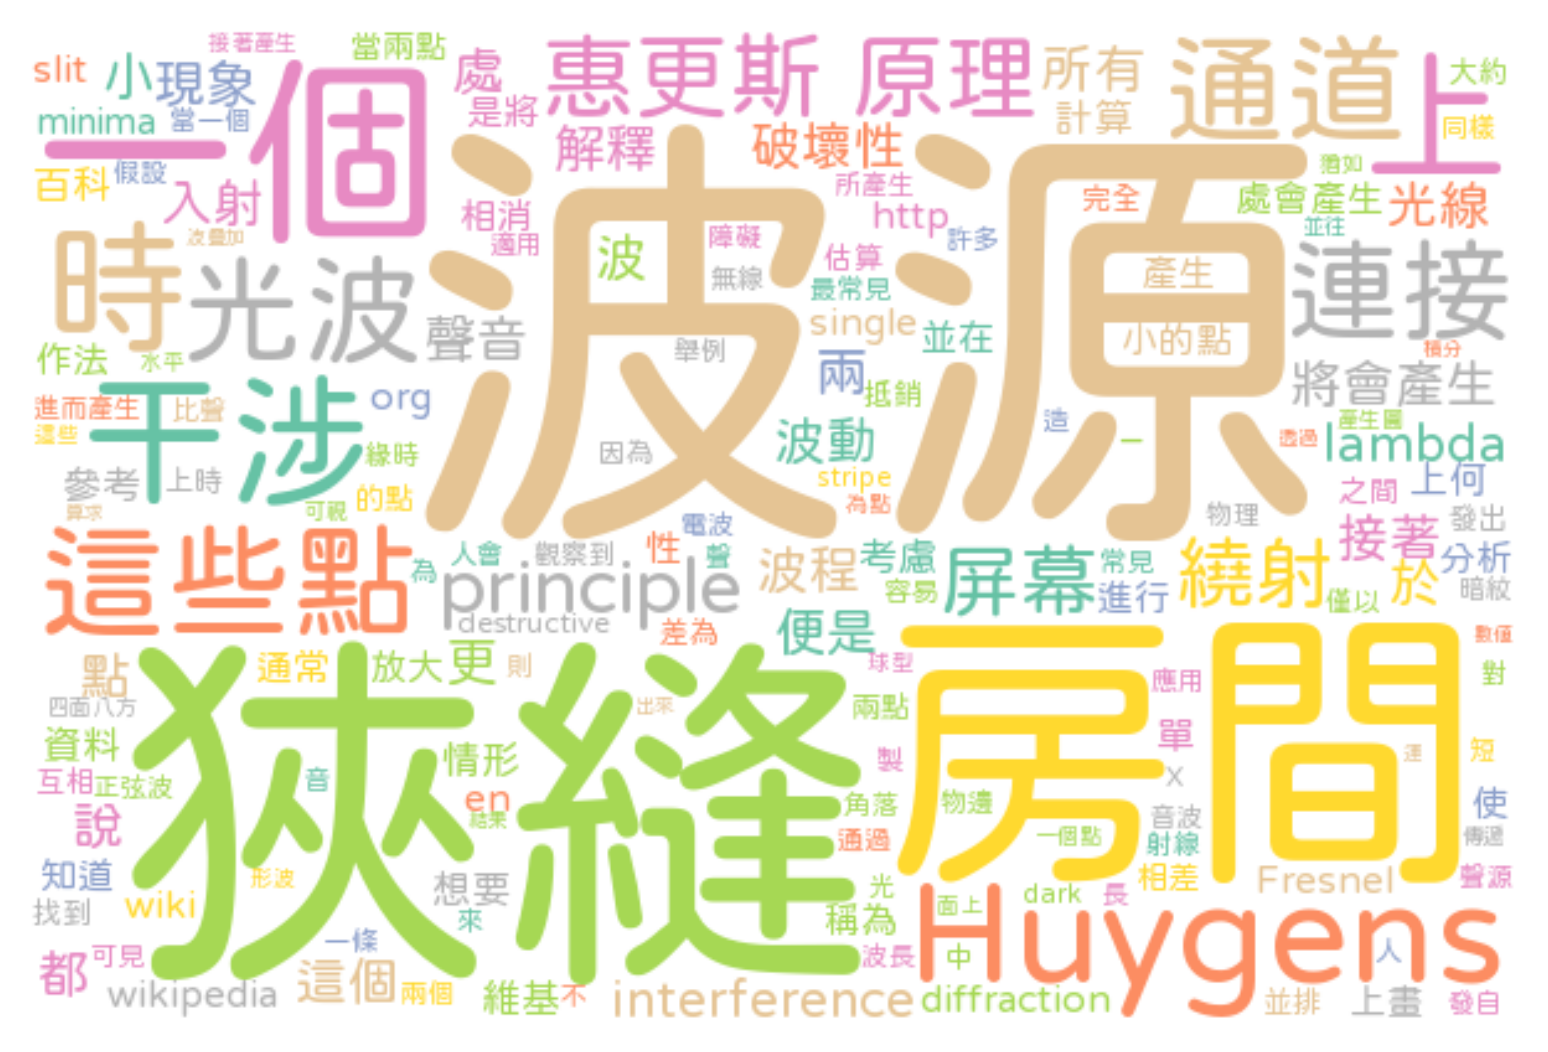 slit
小
現象
接著產生
當兩點
處
是將
惠更斯 原理
所有
計算
通道
上
大約
同樣
minima
當一個
一個
百科
假設
入射
解釋
破壞性
所產生
相消
適用
http
許多
完全
猶如
處會產生
光線
並往
波疊加
時
光波
聲音
波
障礙
無線
估算
最常見
波源
產生
小的點
連接
作法
水平
舉例
single
並在
兩
抵銷
積分
將會產生
進而產生
比聲
這些
干涉
org
緣時
的點
參考
上時
可視
算求
因為
波動
stripe
為點
造
一
產生圖
透過
lambda
上何
之間
發出
物理
這些點
為
人會
觀察到
電波
性
聲
principle
destructive
差為
波程
考慮
容易
屏幕
常見
進行
繞射
僅以
接著
於
分析
暗紋
便是
數值
點
四面八方
通常
放大
更
則
出來
球型
兩點
房間
應用
對
資料
互相
正弦波
音
情形
en
結果
狹縫
製
角落
通過
物邊
一個點
單
x
音波
射線
運
短
使
傳遞
說
知道
形波
想要
來
光
稱為
dark
長
相差
Fresnel
聲源
找到
wiki
面上
中
Huygens
人
都
可見
一條
wikipedia
這個
兩個
維基
不
interference
波長
diffraction
並排
上畫
發自